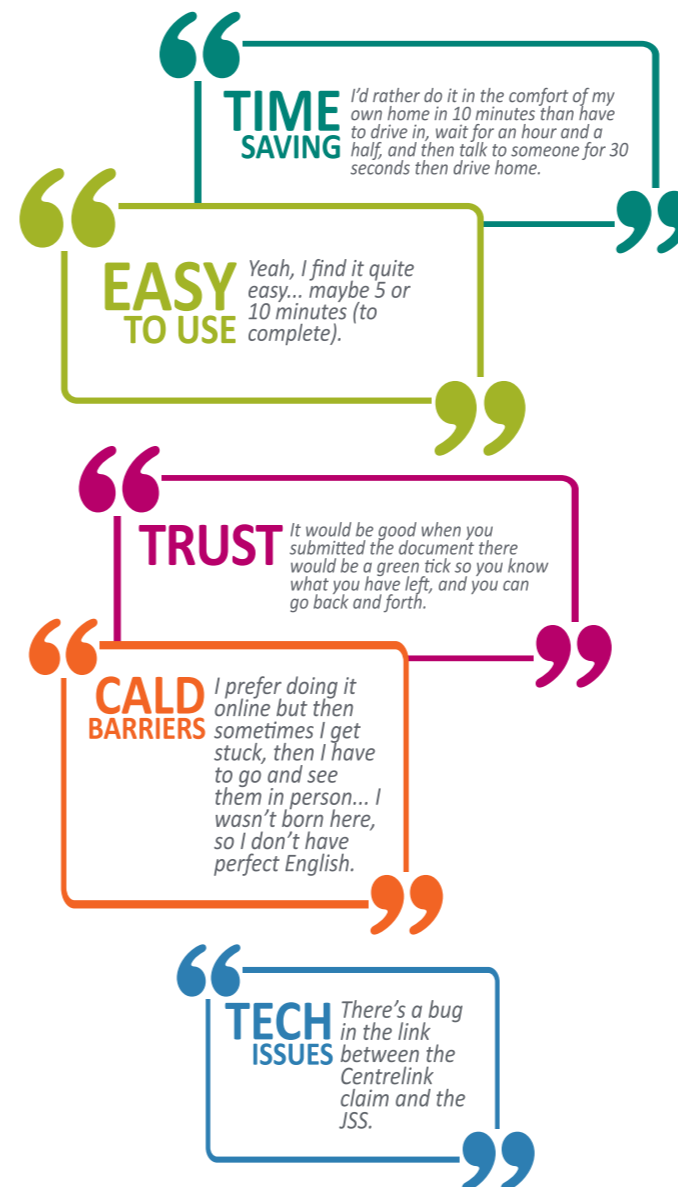 TIME
SAVING
I’d rather do it in the comfort of my
own home in 10 minutes than have
to drive in, wait for an hour and a
half, and then talk to someone for 30
seconds then drive home.
EASY
TO USE
Yeah, I find it quite
easy... maybe 5 or
10 minutes (to
complete).
TRUST
It would be good when you
submitted the document there
would be a green tick so you know
what you have left, and you can
go back and forth.
CALD
BARRIERS
I prefer doing it
online but then
sometimes I get
stuck, then I have
to go and see
them in person... I
wasn’t born here,
so I don’t have
perfect English.
TECH
ISSUES
There’s a bug
in the link
between the
Centrelink
claim and the
JSS.